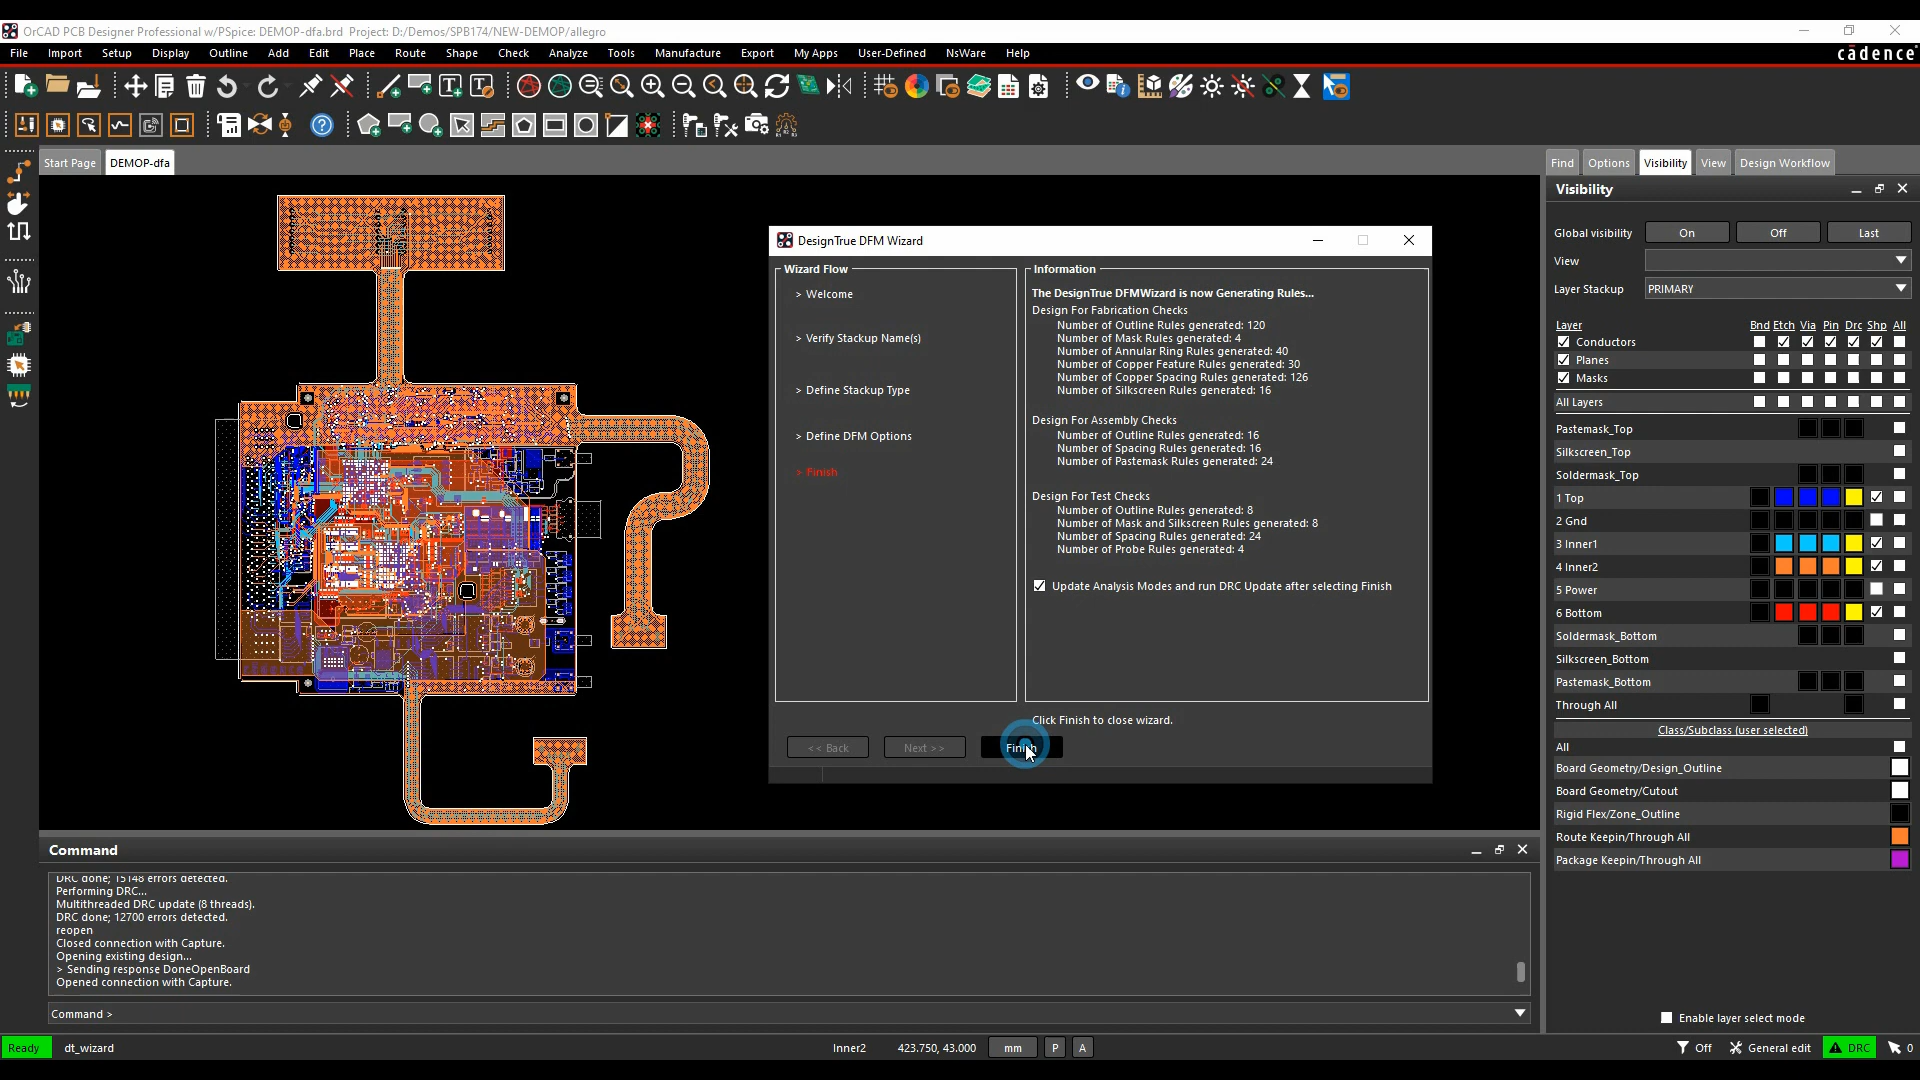 OrCAD PCB Designer Professional w/PSpice: DEMOP-dfa.brd  Project: D:/Demos/SPB174/NEW-DEMOP/allegro
File Import Setup Display Outline Add Edit Place Route Shape Check Analyze Tools Manufacture Export My Apps User-Defined NsWare Help
cādence
Start Page DEMOP-dfa
Find Options Visibility View Design Workflow
Visibility
Global visibility On Off Last
View
Layer Stackup PRIMARY
Layer Bnd Etch Via Pin Drc Shp All
Conductors
Planes
Masks
All Layers
Pastemask_Top
Silkscreen_Top
Soldermask_Top
1 Top
2 Gnd
3 Inner1
4 Inner2
5 Power
6 Bottom
Soldermask_Bottom
Silkscreen_Bottom
Pastemask_Bottom
Through All
Class/Subclass (user selected)
All
Board Geometry/Design_Outline
Board Geometry/Cutout
Rigid Flex/Zone_Outline
Route Keepin/Through All
Package Keepin/Through All
Enable layer select mode
DesignTrue DFM Wizard
Wizard Flow
> Welcome
> Verify Stackup Name(s)
> Define Stackup Type
> Define DFM Options
> Finish
Information
The DesignTrue DFMWizard is now Generating Rules...
Design For Fabrication Checks
Number of Outline Rules generated: 120
Number of Mask Rules generated: 4
Number of Annular Ring Rules generated: 40
Number of Copper Feature Rules generated: 30
Number of Copper Spacing Rules generated: 126
Number of Silkscreen Rules generated: 16
Design For Assembly Checks
Number of Outline Rules generated: 16
Number of Spacing Rules generated: 16
Number of Pastemask Rules generated: 24
Design For Test Checks
Number of Outline Rules generated: 8
Number of Mask and Silkscreen Rules generated: 8
Number of Spacing Rules generated: 24
Number of Probe Rules generated: 4
Update Analysis Modes and run DRC Update after selecting Finish
Click Finish to close wizard.
<< Back Next >> Finish
Command
DRC done; 15148 errors detected.
Performing DRC...
Multithreaded DRC update (8 threads).
DRC done; 12700 errors detected.
reopen
Closed connection with Capture.
Opening existing design...
> Sending response DoneOpenBoard
Opened connection with Capture.
Command >
Ready dt_wizard Inner2 423.750, 43.000 mm P A Off General edit DRC 0